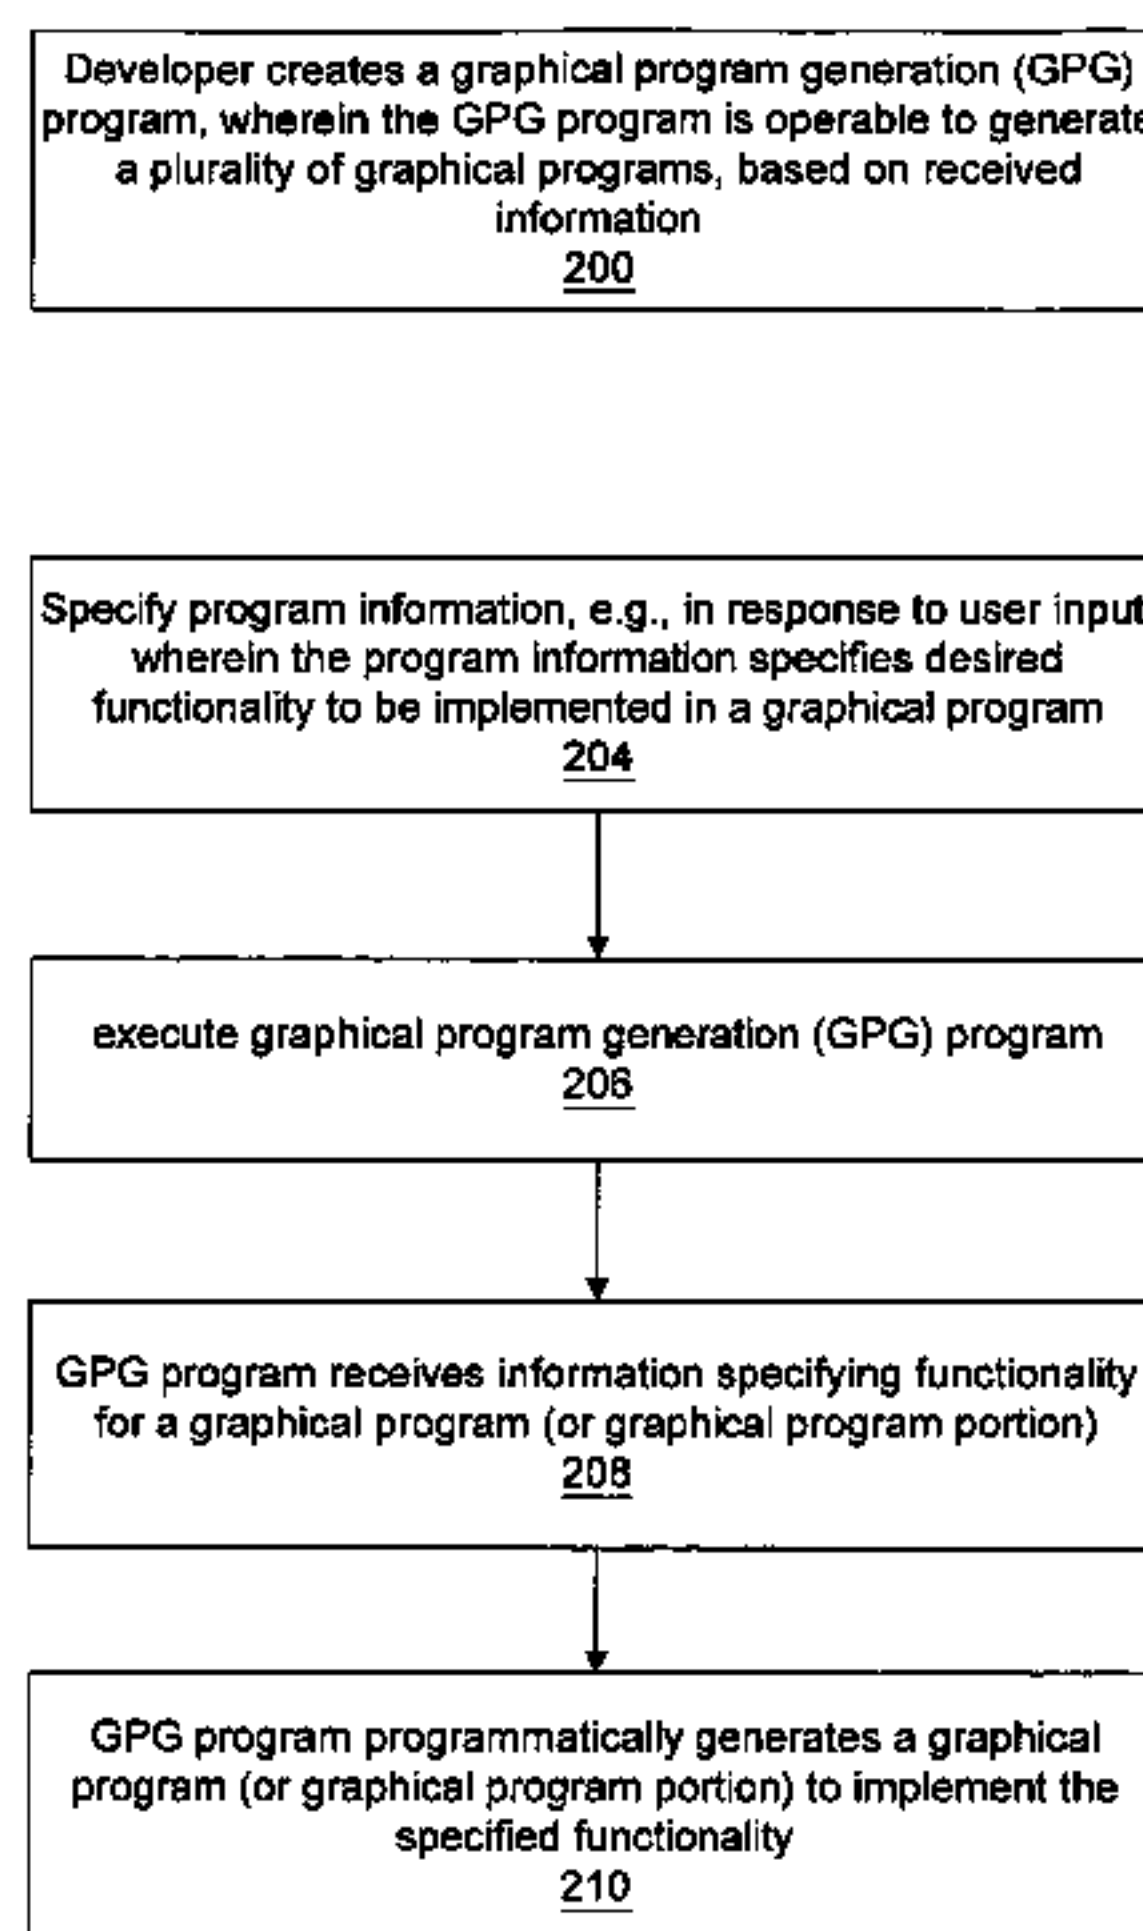 Developer creates a graphical program generation (GPG)
program, wherein the GPG program is operable to generate
a plurality of graphical programs, based on received
information
200
Specify program information, e.g., in response to user input
wherein the program information specifies desired
functionality to be implemented in a graphical program
204
execute graphical program generation (GPG) program
206
GPG program receives information specifying functionality
for a graphical program (or graphical program portion)
208
GPG program programmatically generates a graphical
program (or graphical program portion) to implement the
specified functionality
210